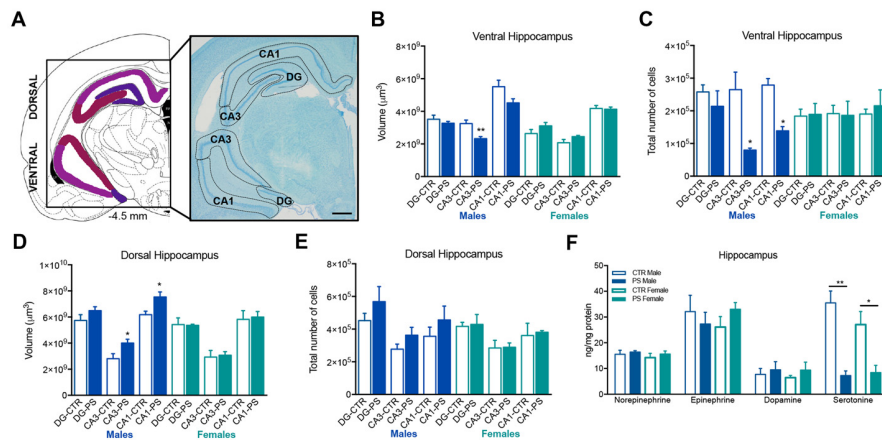 A
DORSAL
VENTRAL
-4.5 mm
CA1
DG
CA3
CA3
CA1
DG
B
Ventral Hippocampus
Volume (μm³)
8×10⁹
6×10⁹
4×10⁹
2×10⁹
0
**
DG-CTR
DG-PS
CA3-CTR
CA3-PS
CA1-CTR
CA1-PS
DG-CTR
DG-PS
CA3-CTR
CA3-PS
CA1-CTR
CA1-PS
Males
Females
C
Ventral Hippocampus
Total number of cells
4×10⁵
3×10⁵
2×10⁵
1×10⁵
0
*
*
DG-CTR
DG-PS
CA3-CTR
CA3-PS
CA1-CTR
CA1-PS
DG-CTR
DG-PS
CA3-CTR
CA3-PS
CA1-CTR
CA1-PS
Males
Females
D
Dorsal Hippocampus
Volume (μm³)
1×10¹⁰
8×10⁹
6×10⁹
4×10⁹
2×10⁹
0
*
*
DG-CTR
DG-PS
CA3-CTR
CA3-PS
CA1-CTR
CA1-PS
DG-CTR
DG-PS
CA3-CTR
CA3-PS
CA1-CTR
CA1-PS
Males
Females
E
Dorsal Hippocampus
Total number of cells
8×10⁵
6×10⁵
4×10⁵
2×10⁵
0
DG-CTR
DG-PS
CA3-CTR
CA3-PS
CA1-CTR
CA1-PS
DG-CTR
DG-PS
CA3-CTR
CA3-PS
CA1-CTR
CA1-PS
Males
Females
F
Hippocampus
ng/mg protein
50
40
30
20
10
0
CTR Male
PS Male
CTR Female
PS Female
**
*
Norepinephrine
Epinephrine
Dopamine
Serotonine